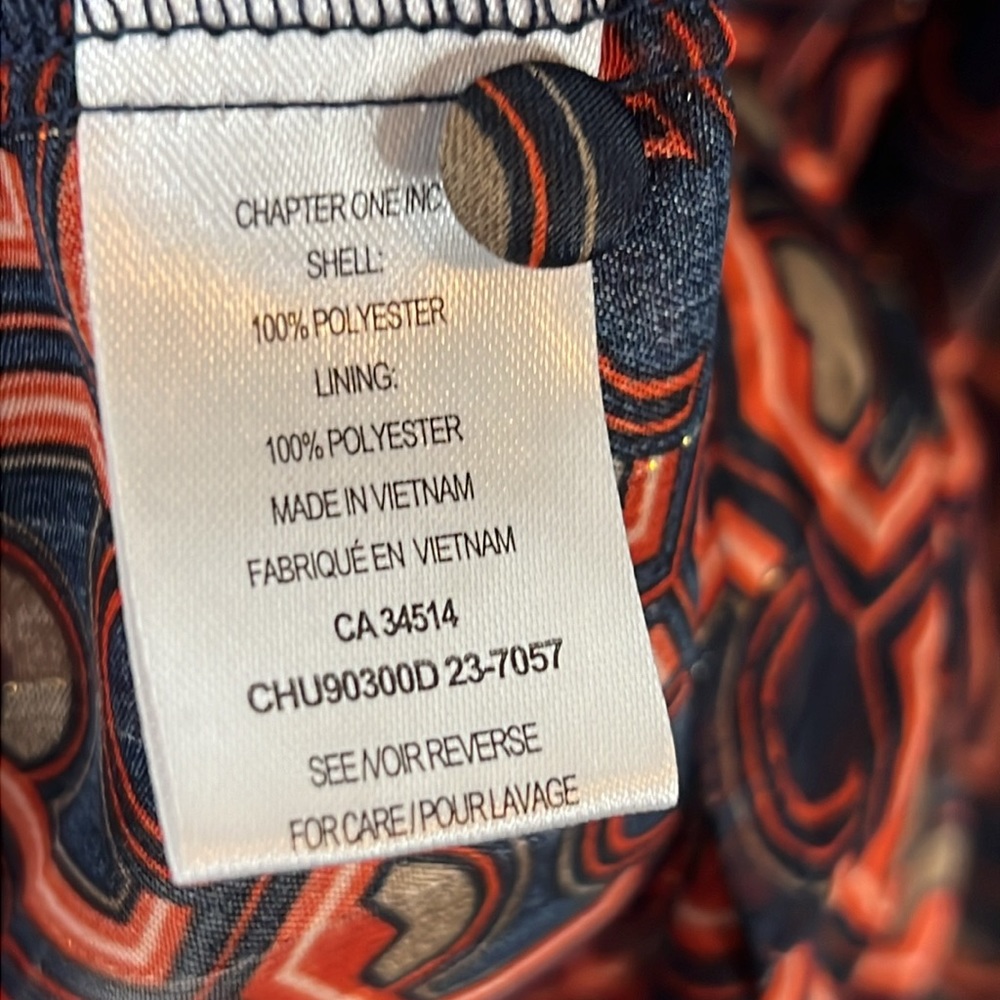 CHAPTER ONE INC
SHELL:
100% POLYESTER
LINING:
100% POLYESTER
MADE IN VIETNAM
FABRIQUÉ EN VIETNAM
CA 34514
CHU90300D 23-7057
SEE/VOIR REVERSE
FOR CARE / POUR LAVAGE